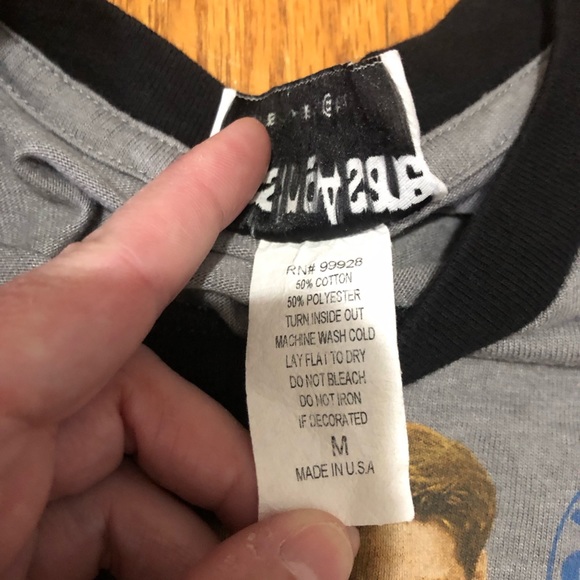 RN# 99928
50% COTTON
50% POLYESTER
TURN INSIDE OUT
MACHINE WASH COLD
LAY FLAT TO DRY
DO NOT BLEACH
DO NOT IRON
IF DECORATED
M
MADE IN U.S.A